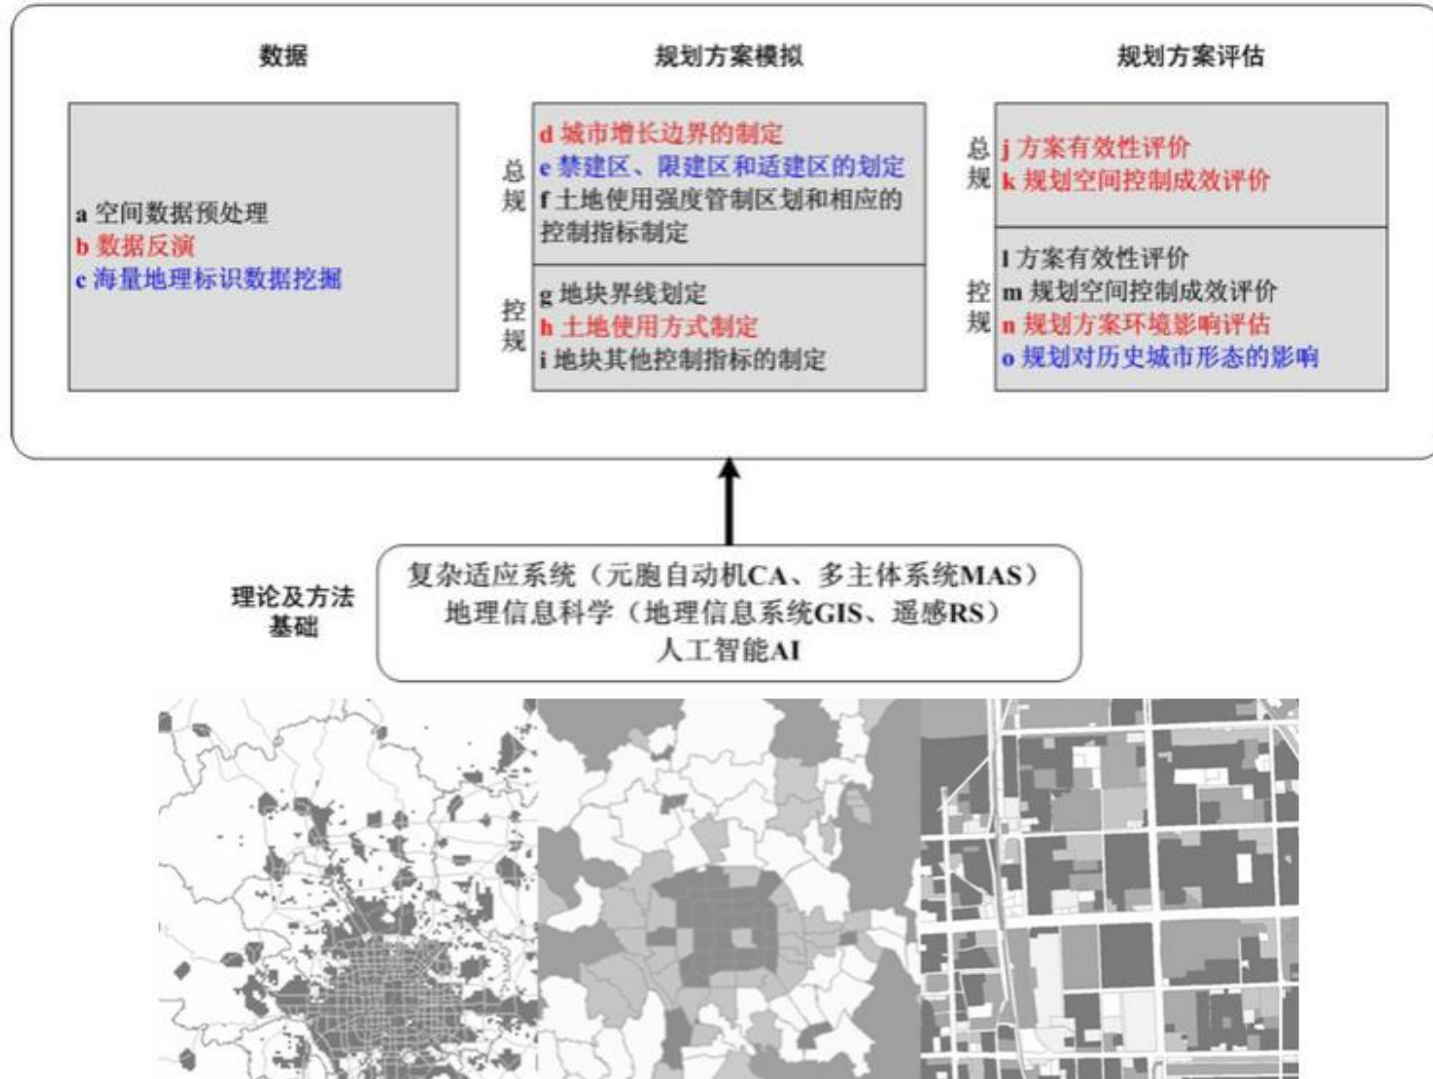 数据
a 空间数据预处理
b 数据反演
c 海量地理标识数据挖掘
规划方案模拟
总规
d 城市增长边界的制定
e 禁建区、限建区和适建区的划定
f 土地使用强度管制区划和相应的
控制指标制定
控规
g 地块界线划定
h 土地使用方式制定
i 地块其他控制指标的制定
规划方案评估
总规
j 方案有效性评价
k 规划空间控制成效评价
控规
l 方案有效性评价
m 规划空间控制成效评价
n 规划方案环境影响评估
o 规划对历史城市形态的影响
理论及方法
基础
复杂适应系统（元胞自动机CA、多主体系统MAS）
地理信息科学（地理信息系统GIS、遥感RS）
人工智能AI